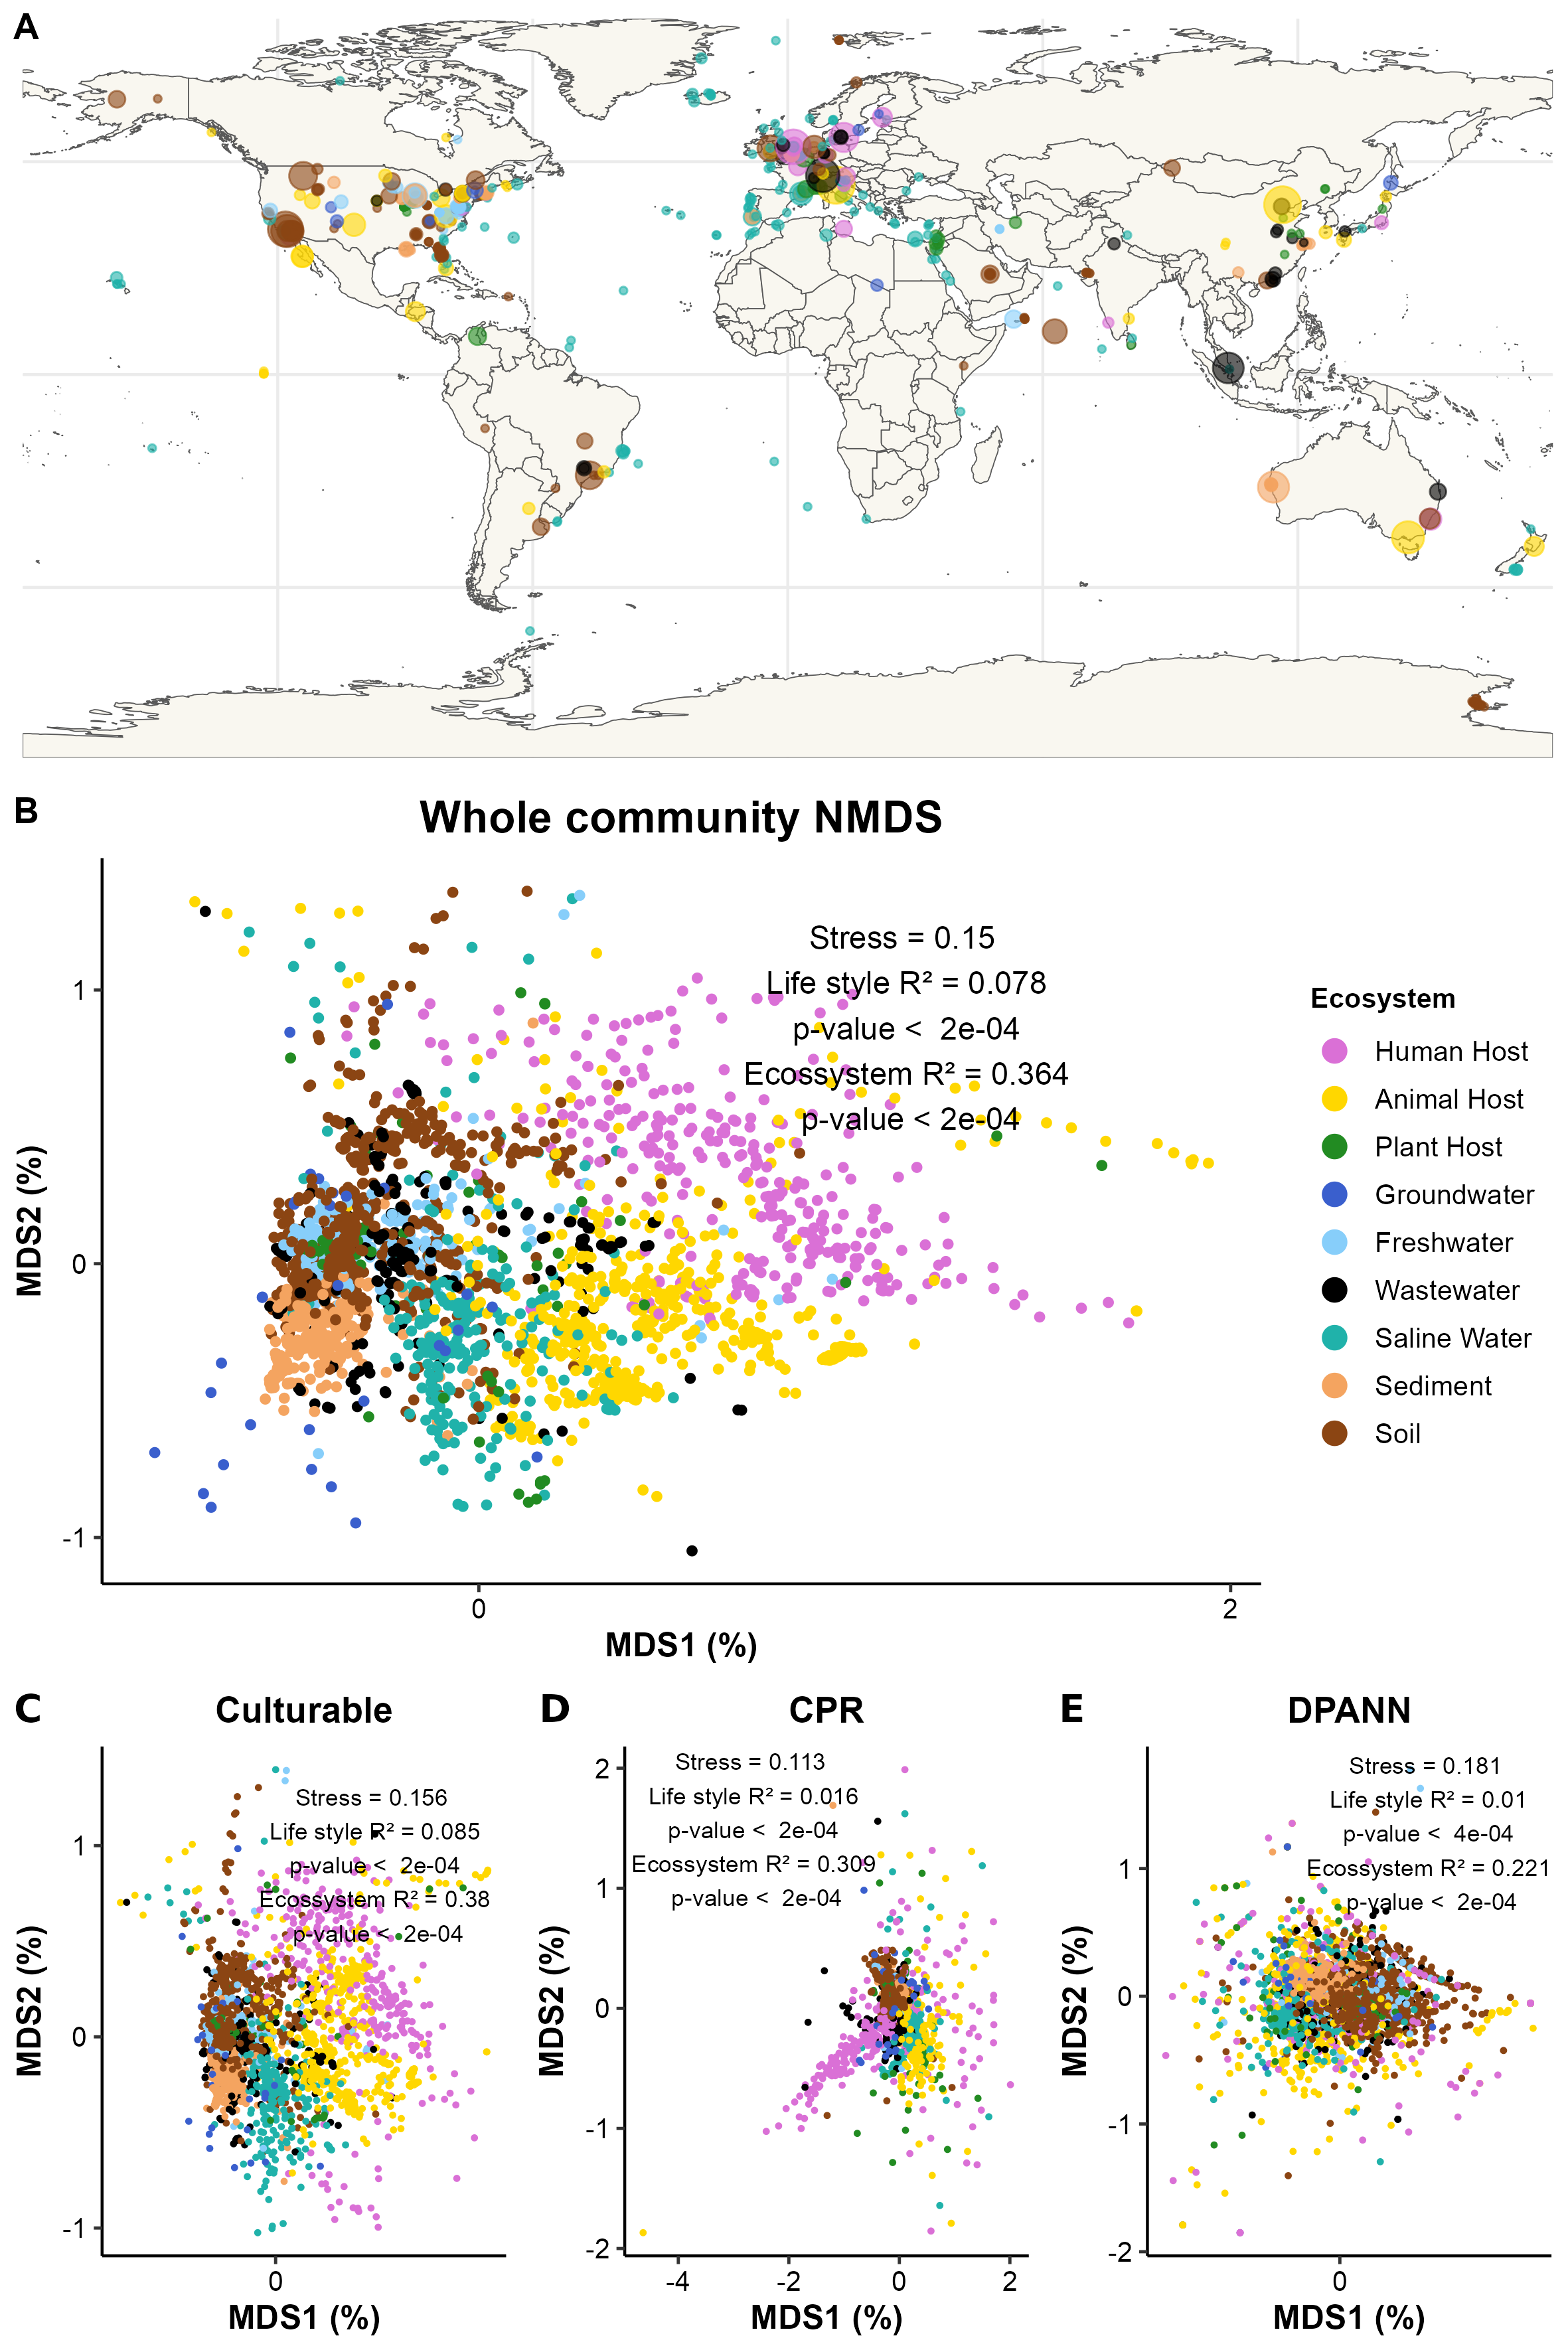 A
B
Whole community NMDS
Stress = 0.15
Life style R² = 0.078
p-value < 2e-04
Ecossystem R² = 0.364
p-value < 2e-04
1
0
-1
MDS2 (%)
0
2
MDS1 (%)
Ecosystem
Human Host
Animal Host
Plant Host
Groundwater
Freshwater
Wastewater
Saline Water
Sediment
Soil
C
Culturable
Stress = 0.156
Life style R² = 0.085
p-value < 2e-04
Ecossystem R² = 0.38
p-value < 2e-04
1
0
-1
MDS2 (%)
0
MDS1 (%)
D
CPR
Stress = 0.113
Life style R² = 0.016
p-value < 2e-04
Ecossystem R² = 0.309
p-value < 2e-04
2
1
0
-1
-2
MDS2 (%)
-4
-2
0
2
MDS1 (%)
E
DPANN
Stress = 0.181
Life style R² = 0.01
p-value < 4e-04
Ecossystem R² = 0.221
p-value < 2e-04
1
0
-1
-2
MDS2 (%)
0
MDS1 (%)